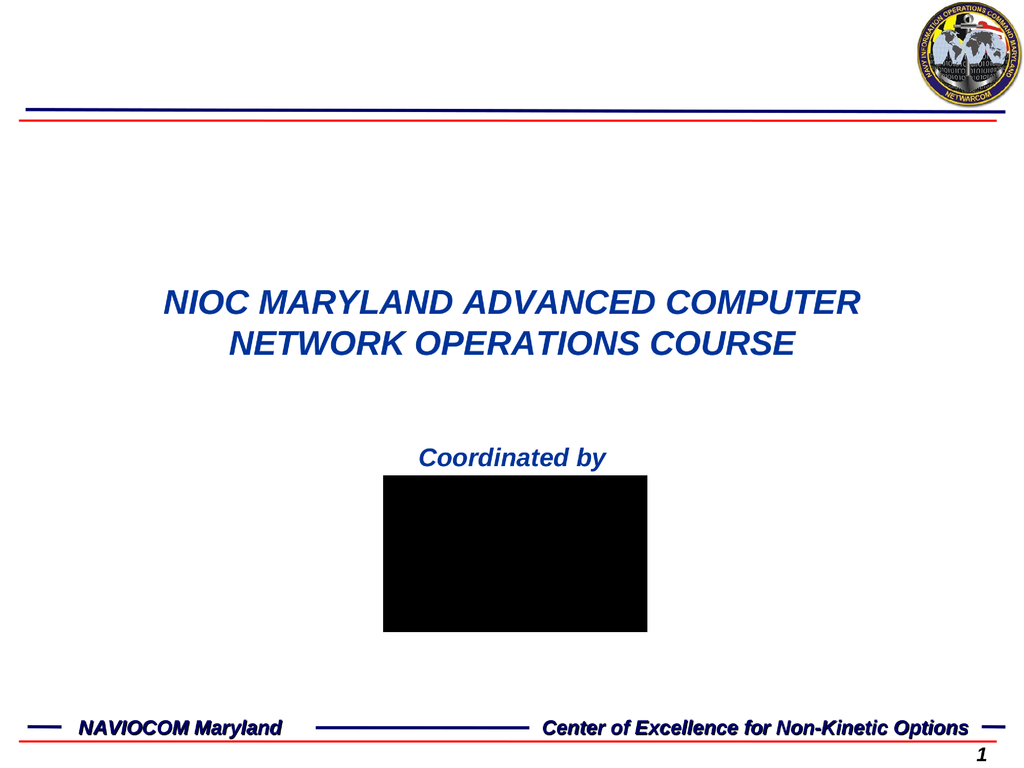 NAVY INFORMATION OPERATIONS COMMAND MARYLAND
NETWARCOM
NIOC MARYLAND ADVANCED COMPUTER
NETWORK OPERATIONS COURSE
Coordinated by
NAVIOCOM Maryland
Center of Excellence for Non-Kinetic Options
1